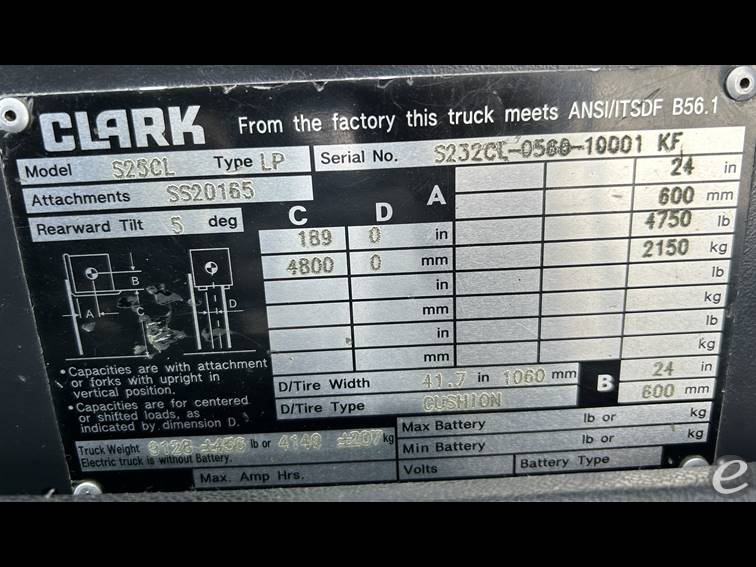 CLARK From the factory this truck meets ANSI/ITSDF B56.1
Model S25CL Type LP Serial No. S232CL-0560-10001 KF
Attachments SS20165
Rearward Tilt 5 deg
C D A
24 in
600 mm
4750 lb
2150 kg
189 0 in
4800 0 mm
in
mm
in
mm
lb
kg
lb
kg
B
A
C
D
• Capacities are with attachment
or forks with upright in
vertical position.
• Capacities are for centered
or shifted loads, as
indicated by dimension D.
D/Tire Width 41.7 in 1060 mm
D/Tire Type CUSHION
B 24 in
600 mm
Truck Weight lb or 4140 ±207 kg
Electric truck is without Battery.
Max Battery lb or kg
Min Battery lb or kg
Max. Amp Hrs. Volts Battery Type
e